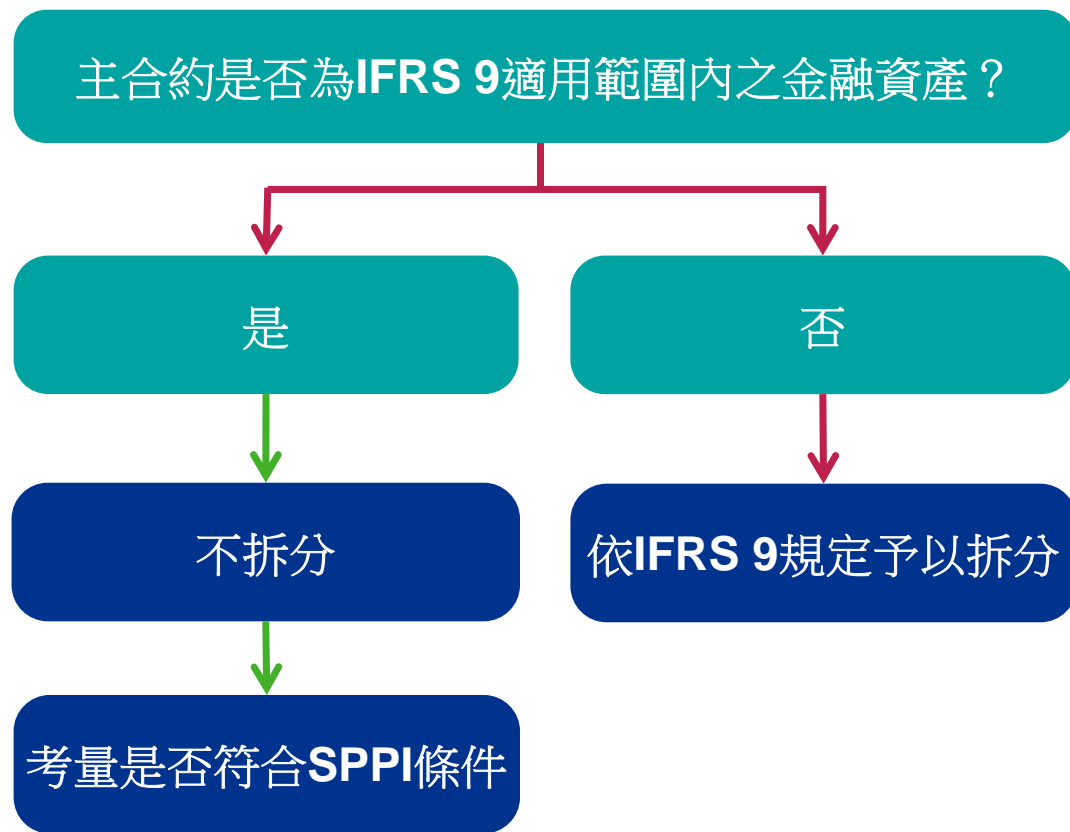 主合約是否為IFRS 9適用範圍內之金融資產？
是
否
不拆分
依IFRS 9規定予以拆分
考量是否符合SPPI條件